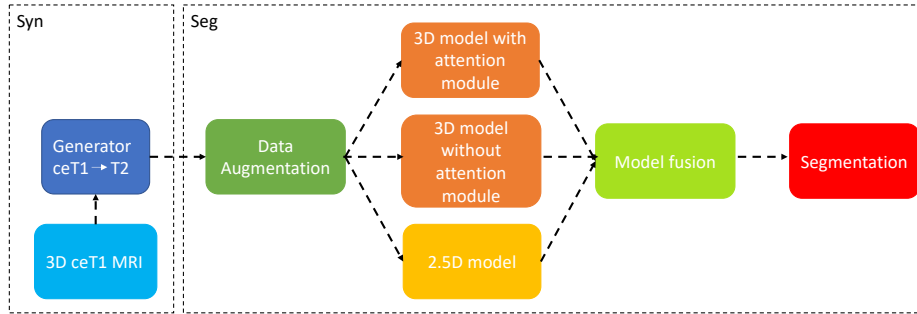 Syn
Seg
3D model with
attention
module
Generator
ceT1→T2
Data
Augmentation
3D model
without
attention
module
Model fusion
Segmentation
3D ceT1 MRI
2.5D model